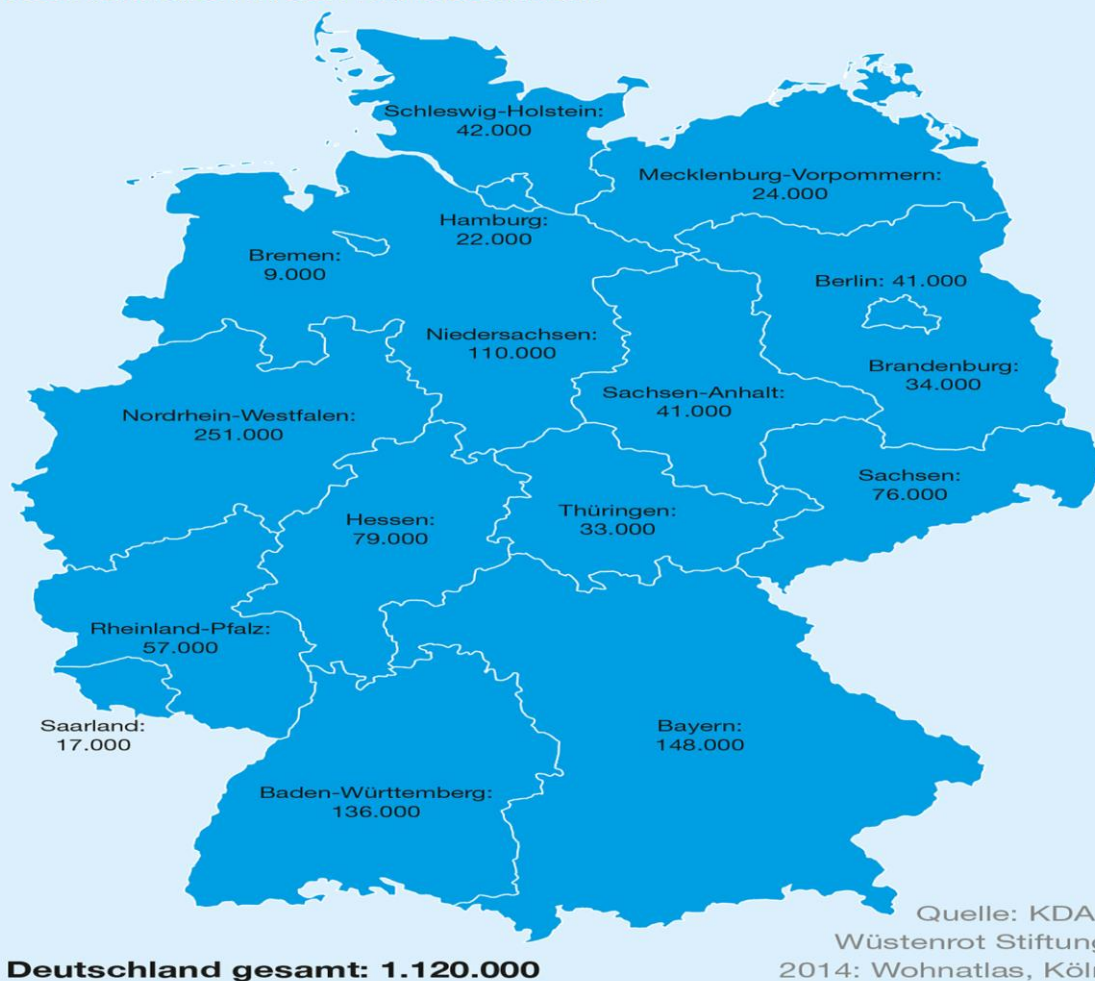 Schleswig-Holstein:
42.000
Mecklenburg-Vorpommern:
24.000
Hamburg:
22.000
Bremen:
9.000
Berlin: 41.000
Niedersachsen:
110.000
Brandenburg:
34.000
Sachsen-Anhalt:
41.000
Nordrhein-Westfalen:
251.000
Sachsen:
76.000
Hessen:
79.000
Thüringen:
33.000
Rheinland-Pfalz:
57.000
Saarland:
17.000
Bayern:
148.000
Baden-Württemberg:
136.000
Quelle: KDA
Wüstenrot Stiftung
2014: Wohnatlas, Köln
Deutschland gesamt: 1.120.000